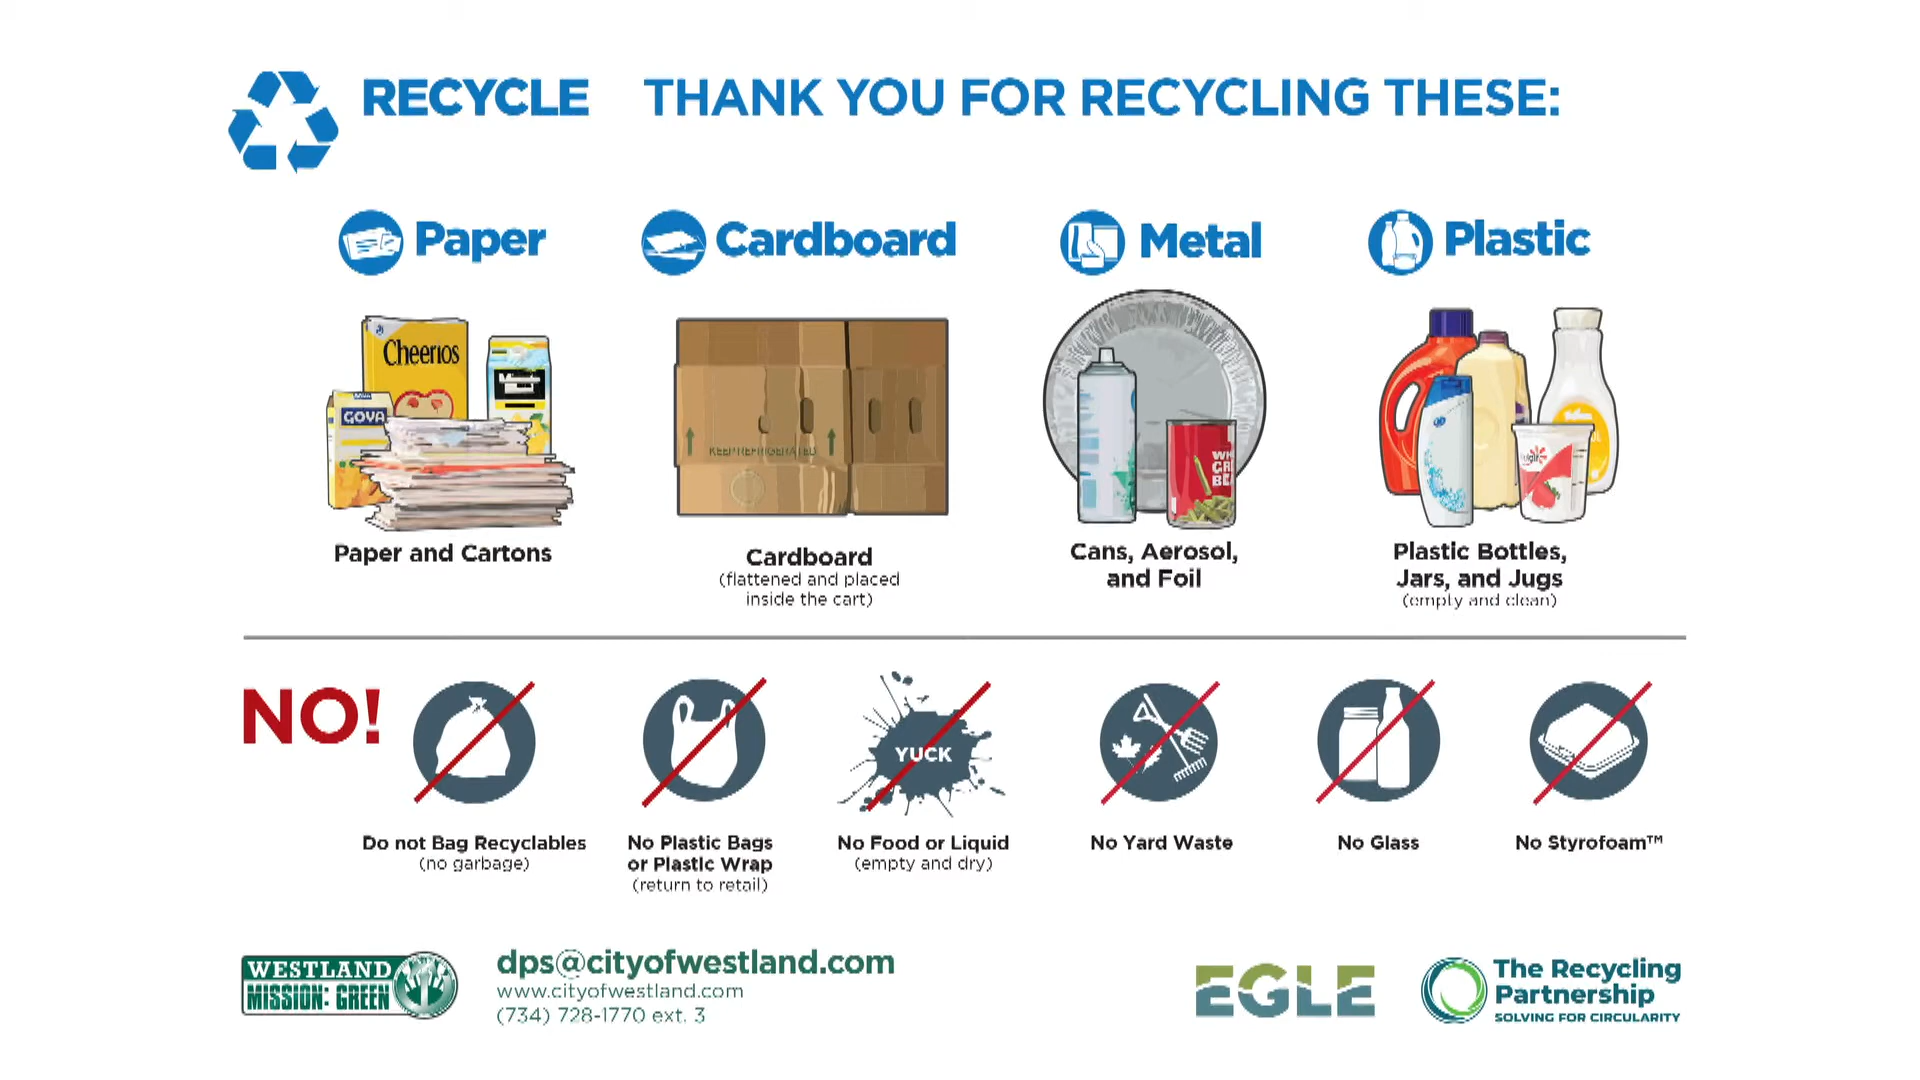 RECYCLE THANK YOU FOR RECYCLING THESE:
Paper
Cardboard
Metal
Plastic
Cheerios
GOYA
KEEP REFRIGERATED
Paper and Cartons
Cardboard
(flattened and placed
inside the cart)
Cans, Aerosol,
and Foil
Plastic Bottles,
Jars, and Jugs
(empty and clean)
NO!
YUCK
Do not Bag Recyclables
(no garbage)
No Plastic Bags
or Plastic Wrap
(return to retail)
No Food or Liquid
(empty and dry)
No Yard Waste
No Glass
No Styrofoam™
WESTLAND
MISSION: GREEN
dps@cityofwestland.com
www.cityofwestland.com
(734) 728-1770 ext. 3
EGLE
The Recycling
Partnership
SOLVING FOR CIRCULARITY